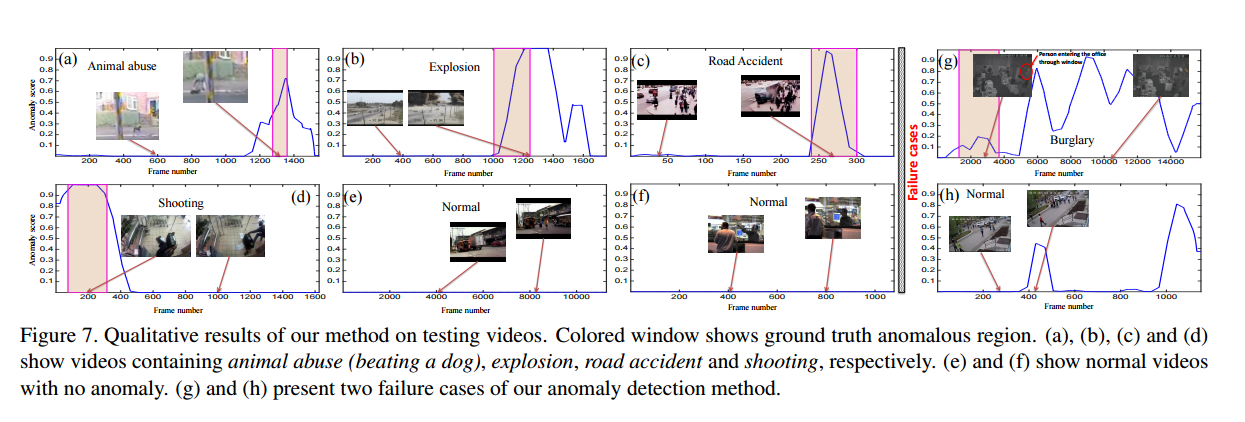 (a)
Animal abuse
Anomaly score
0.9
0.8
0.7
0.6
0.5
0.4
0.3
0.2
0.1
200 400 600 800 1000 1200 1400
Frame number
(b)
Explosion
0.9
0.8
0.7
0.6
0.5
0.4
0.3
0.2
0.1
200 400 600 800 1000 1200 1400 1600
Frame number
(c)
Road Accident
0.9
0.8
0.7
0.6
0.5
0.4
0.3
0.2
0.1
50 100 150 200 250 300
Frame number
Failure cases
(g)
Person entering the office
through window
Burglary
0.9
0.8
0.7
0.6
0.5
0.4
0.3
0.2
0.1
2000 4000 6000 8000 10000 12000 14000
Frame number
(d)
Shooting
Anomaly score
0.9
0.8
0.7
0.6
0.5
0.4
0.3
0.2
0.1
200 400 600 800 1000 1200 1400 1600
Frame number
(e)
Normal
0.9
0.8
0.7
0.6
0.5
0.4
0.3
0.2
0.1
2000 4000 6000 8000 10000
Frame number
(f)
Normal
0.9
0.8
0.7
0.6
0.5
0.4
0.3
0.2
0.1
200 400 600 800 1000
Frame number
(h)
Normal
0.9
0.8
0.7
0.6
0.5
0.4
0.3
0.2
0.1
200 400 600 800 1000
Frame number
Figure 7. Qualitative results of our method on testing videos. Colored window shows ground truth anomalous region. (a), (b), (c) and (d)
show videos containing animal abuse (beating a dog), explosion, road accident and shooting, respectively. (e) and (f) show normal videos
with no anomaly. (g) and (h) present two failure cases of our anomaly detection method.